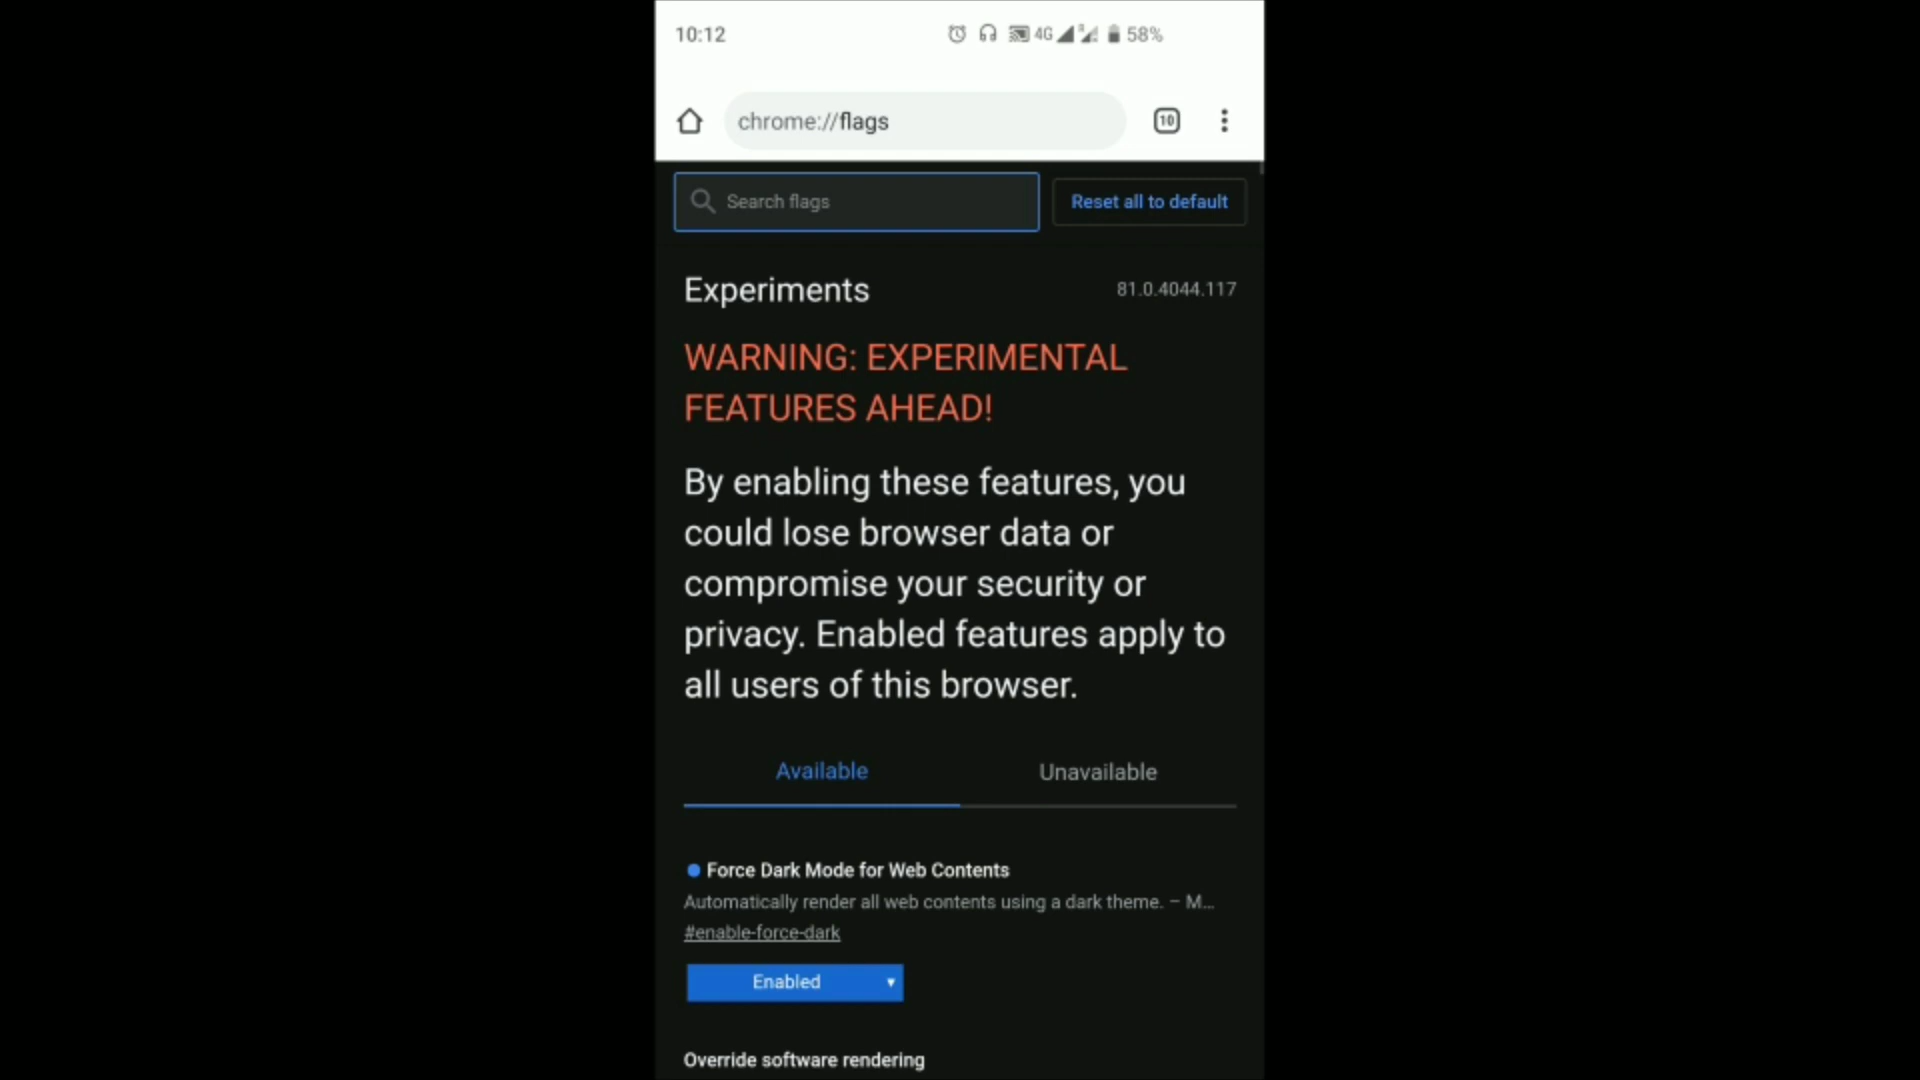 10:12 4G 58%
chrome://flags 10
Search flags Reset all to default
Experiments 81.0.4044.117
WARNING: EXPERIMENTAL
FEATURES AHEAD!
By enabling these features, you
could lose browser data or
compromise your security or
privacy. Enabled features apply to
all users of this browser.
Available Unavailable
Force Dark Mode for Web Contents
Automatically render all web contents using a dark theme. – M...
#enable-force-dark
Enabled
Override software rendering